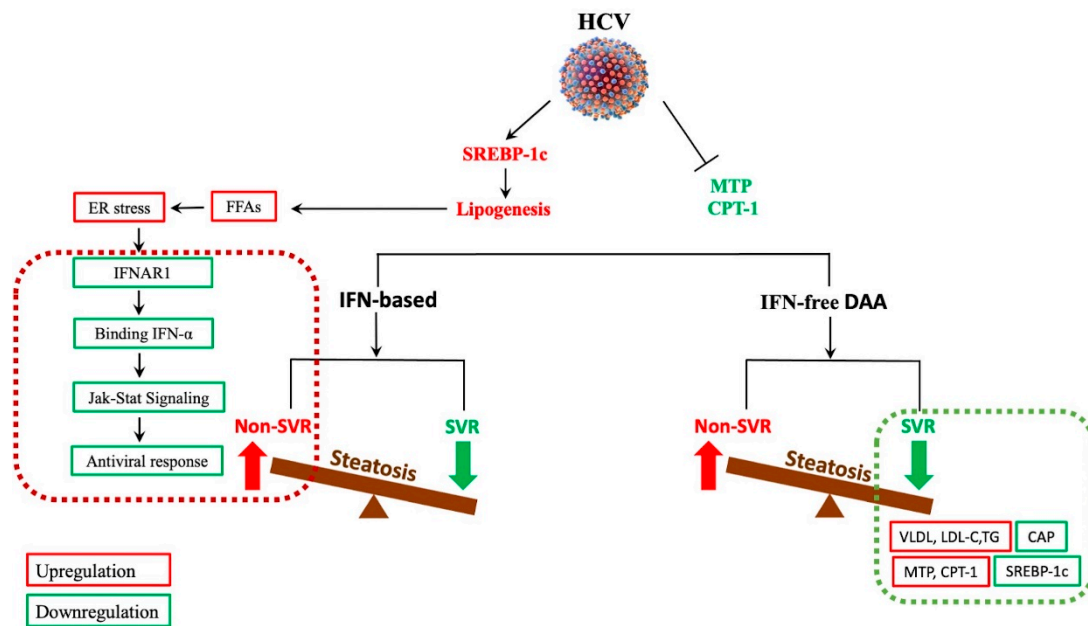 HCV
SREBP-1c
MTP
CPT-1
Lipogenesis
FFAs
ER stress
IFNAR1
Binding IFN-α
Jak-Stat Signaling
Antiviral response
IFN-based
Non-SVR
SVR
Steatosis
IFN-free DAA
Non-SVR
SVR
Steatosis
VLDL, LDL-C,TG
CAP
MTP, CPT-1
SREBP-1c
Upregulation
Downregulation